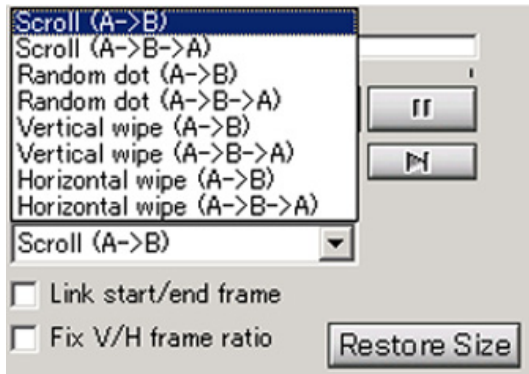 Scroll (A->B)
Scroll (A->B->A)
Random dot (A->B)
Random dot (A->B->A)
Vertical wipe (A->B)
Vertical wipe (A->B->A)
Horizontal wipe (A->B)
Horizontal wipe (A->B->A)
Scroll (A->B)
Link start/end frame
Fix V/H frame ratio
Restore Size